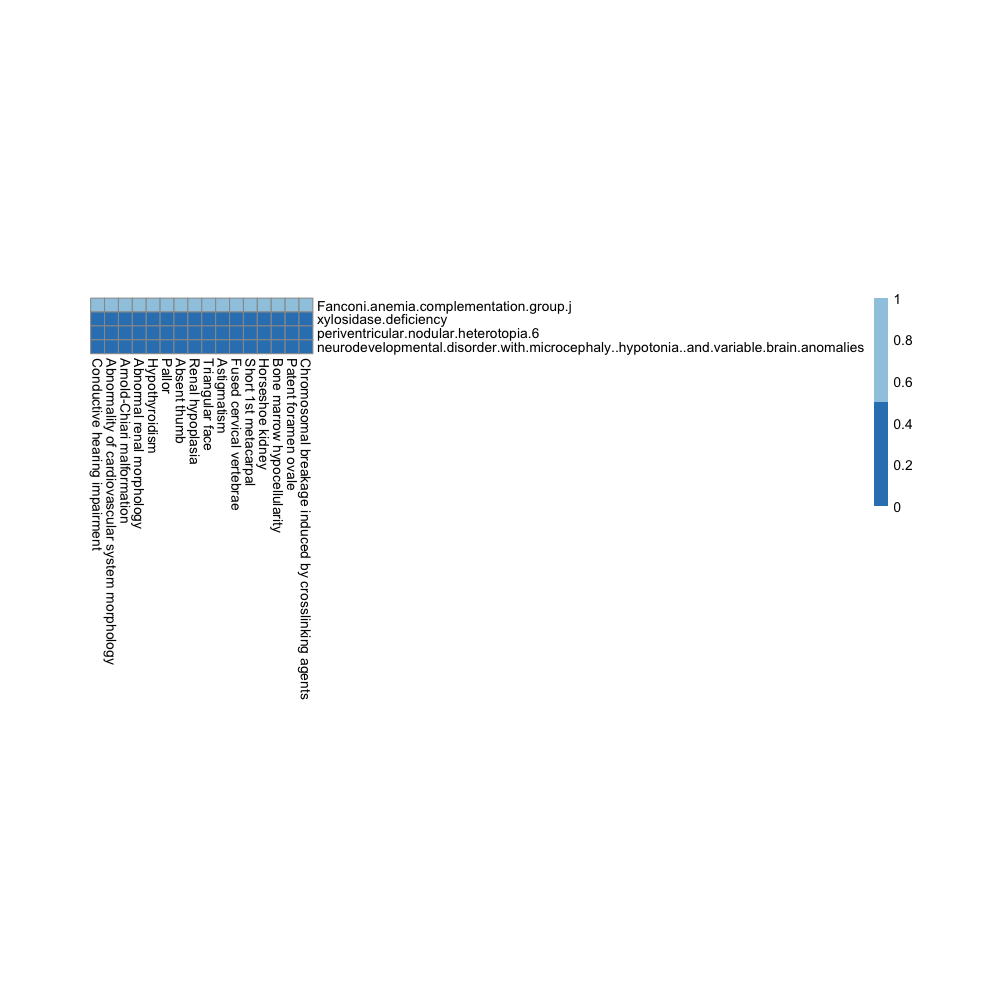 Fanconi.anemia.complementation.group.j
xylosidase.deficiency
periventricular.nodular.heterotopia.6
neurodevelopmental.disorder.with.microcephaly..hypotonia..and.variable.brain.anomalies
Conductive hearing impairment
Abnormality of cardiovascular system morphology
Arnold-Chiari malformation
Abnormal renal morphology
Hypothyroidism
Pallor
Absent thumb
Renal hypoplasia
Triangular face
Astigmatism
Fused cervical vertebrae
Short 1st metacarpal
Horseshoe kidney
Bone marrow hypocellularity
Patent foramen ovale
Chromosomal breakage induced by crosslinking agents
1
0.8
0.6
0.4
0.2
0